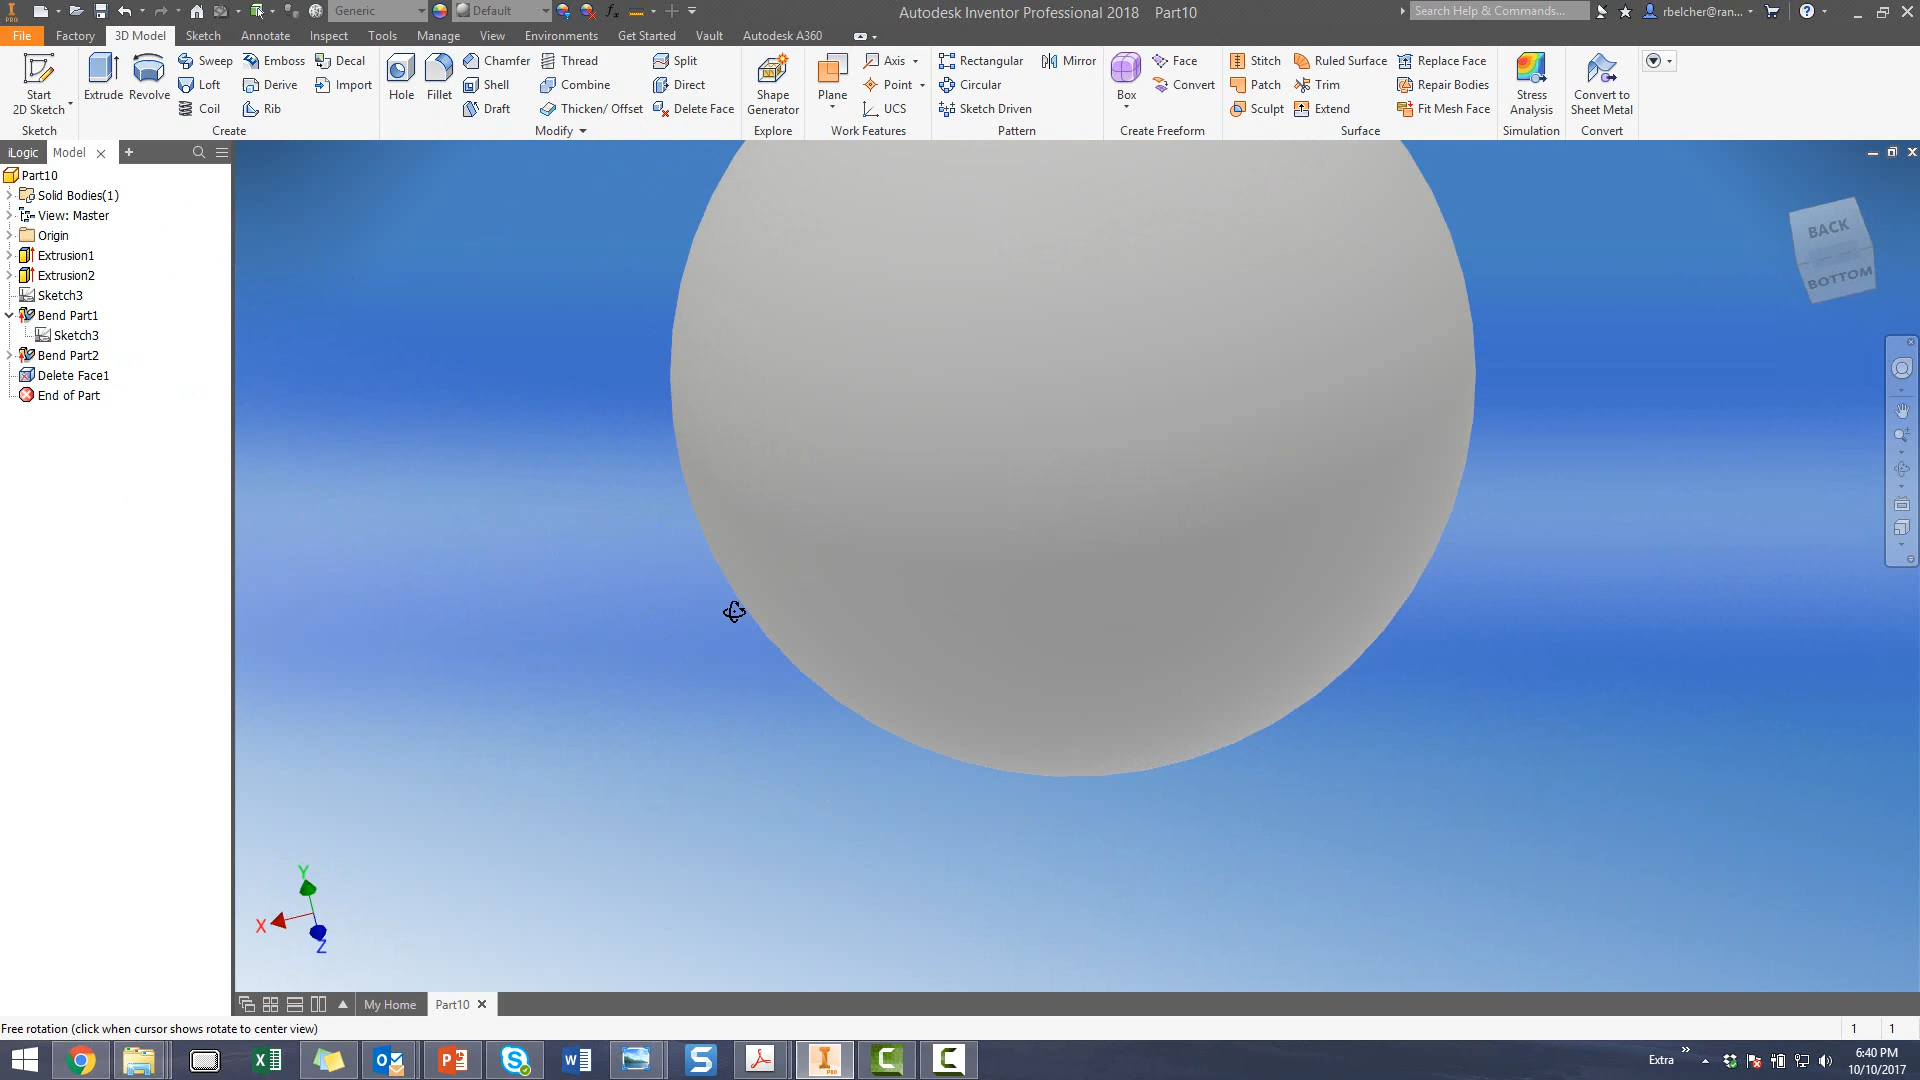 Generic
Default
Autodesk Inventor Professional 2018 Part10
Search Help & Commands...
rbelcher@ran...
File Factory 3D Model Sketch Annotate Inspect Tools Manage View Environments Get Started Vault Autodesk A360
Start
2D Sketch
Sketch
Extrude Revolve
Sweep Emboss Decal
Loft Derive Import
Coil Rib
Create
Hole Fillet
Chamfer Thread Split
Shell Combine Direct
Draft Thicken/ Offset Delete Face
Modify
Shape
Generator
Explore
Plane
Axis
Point
UCS
Work Features
Rectangular Mirror
Circular
Sketch Driven
Pattern
Box
Face
Convert
Create Freeform
Stitch Ruled Surface Replace Face
Patch Trim Repair Bodies
Sculpt Extend Fit Mesh Face
Surface
Stress
Analysis
Simulation
Convert to
Sheet Metal
Convert
iLogic Model
Part10
Solid Bodies(1)
View: Master
Origin
Extrusion1
Extrusion2
Sketch3
Bend Part1
Sketch3
Bend Part2
Delete Face1
End of Part
BACK
BOTTOM
Y
X
Z
My Home Part10
Free rotation (click when cursor shows rotate to center view)
1 1
Extra
6:40 PM
10/10/2017